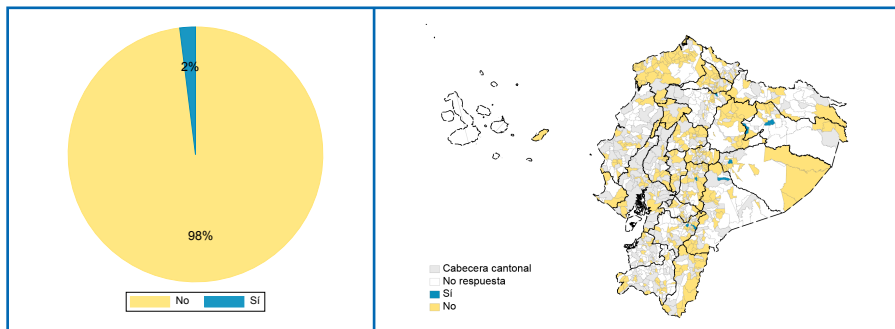 2%
98%
No Sí
Cabecera cantonal
No respuesta
Sí
No